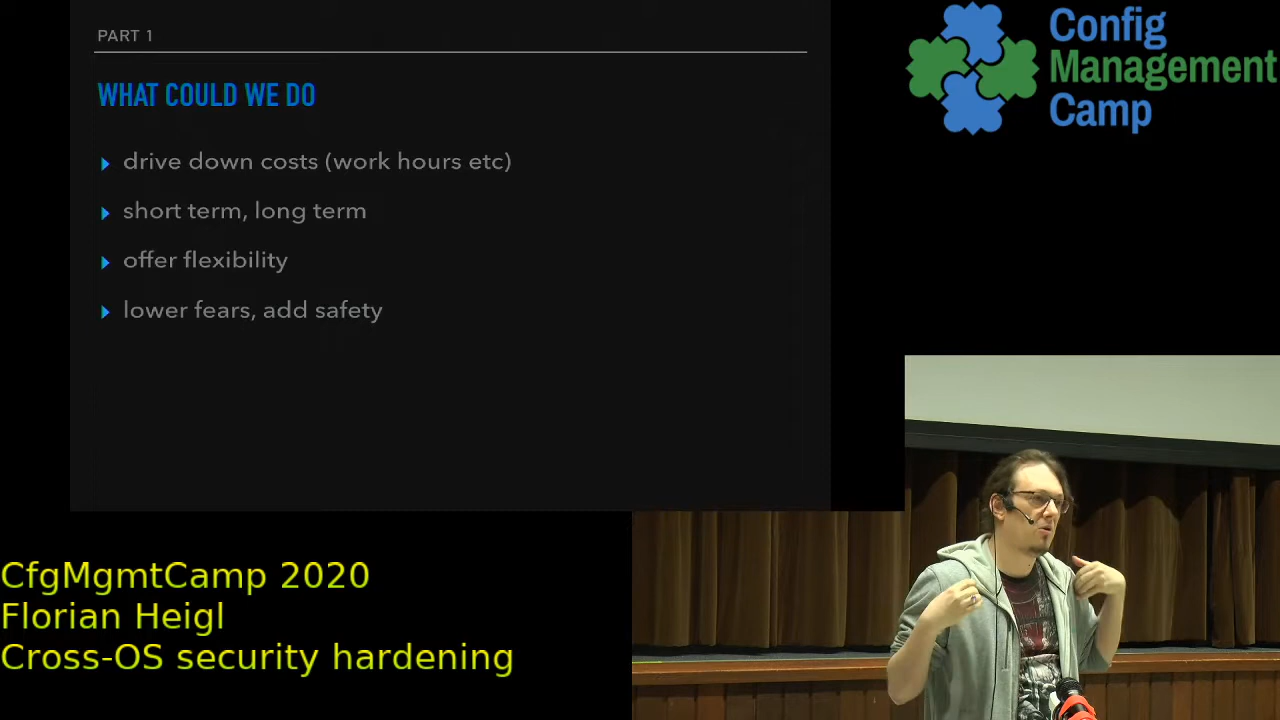 PART 1
WHAT COULD WE DO
drive down costs (work hours etc)
short term, long term
offer flexibility
lower fears, add safety
Config
Management
Camp
CfgMgmtCamp 2020
Florian Heigl
Cross-OS security hardening